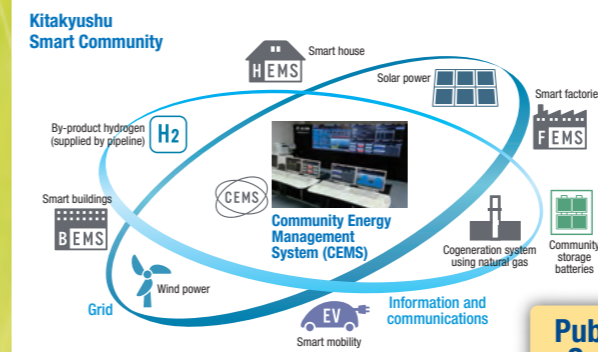 Kitakyushu
Smart Community
Smart house
HEMS
Solar power
Smart factorie
FEMS
By-product hydrogen
(supplied by pipeline)
H2
Smart buildings
BEMS
CEMS
Community Energy
Management
System (CEMS)
Cogeneration system
using natural gas
Community
storage
batteries
Wind power
Grid
EV
Smart mobility
Information and
communications
Pub